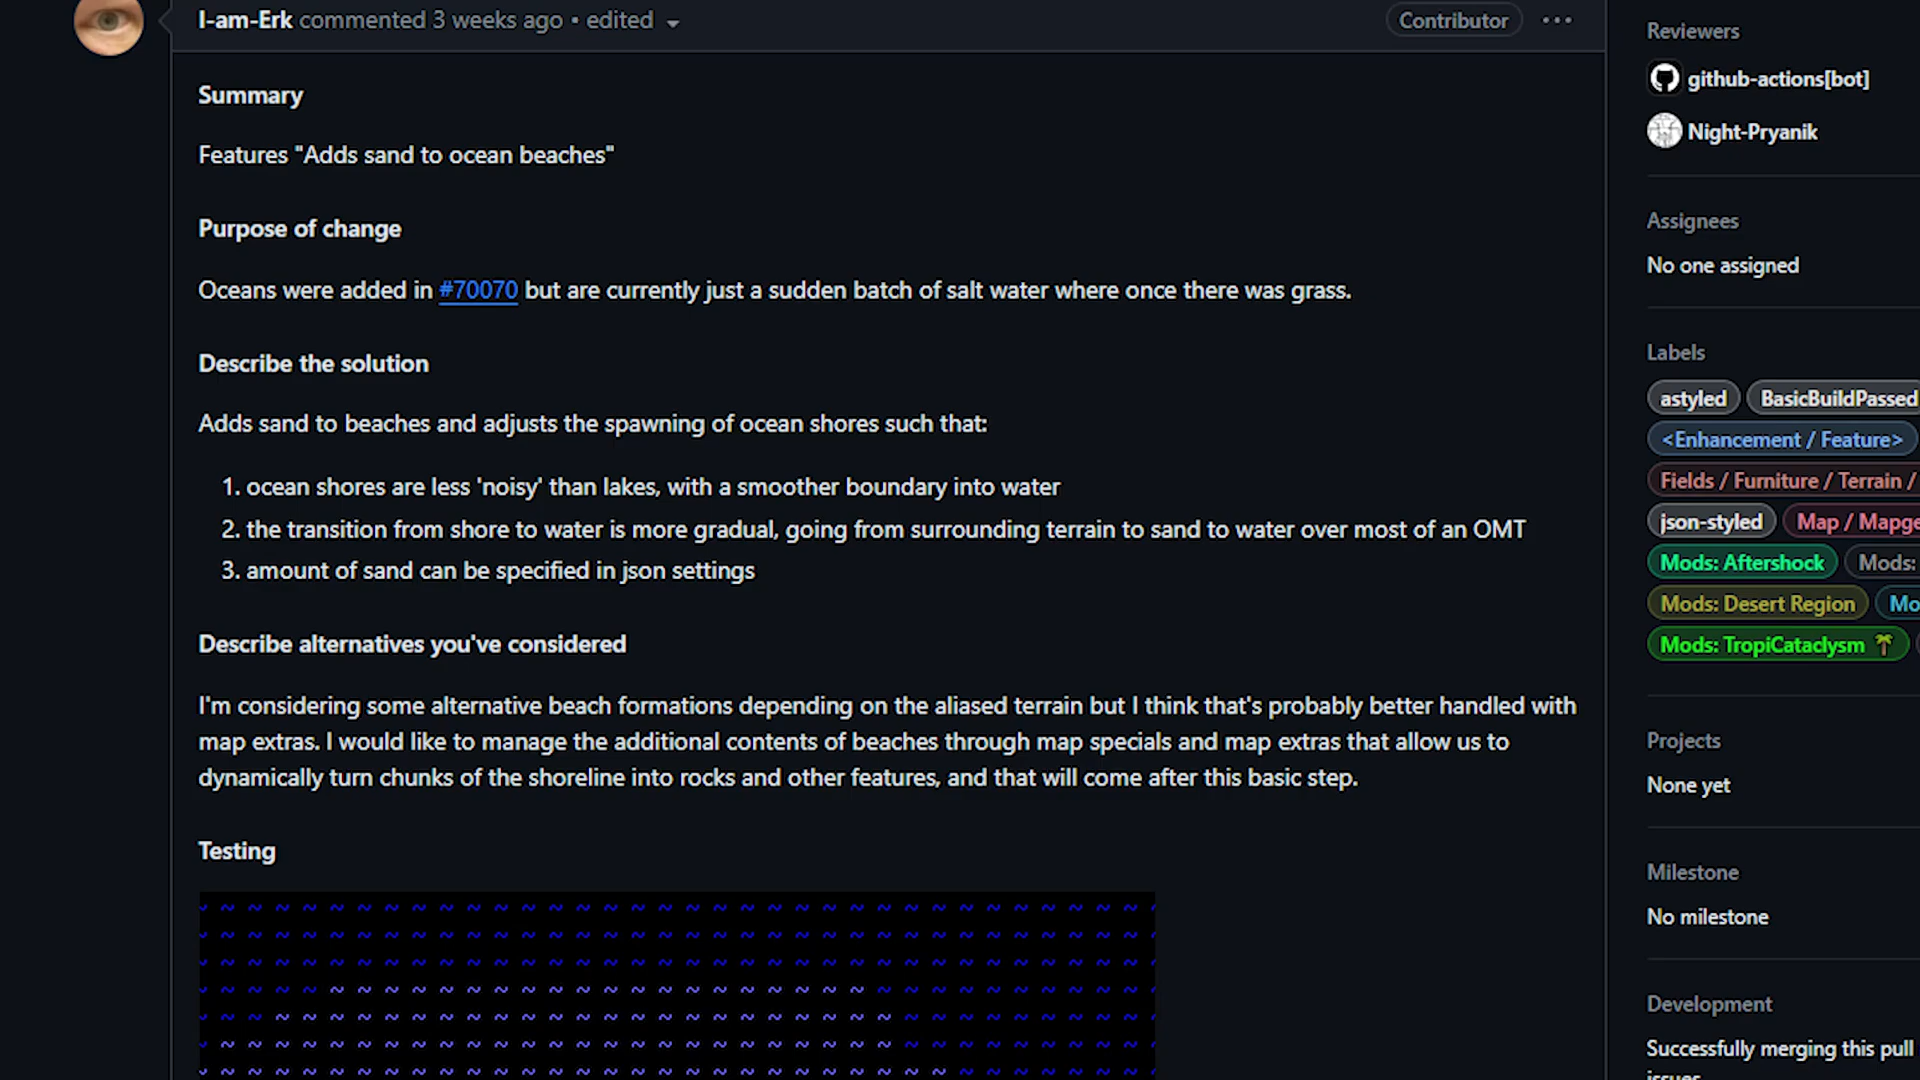 I-am-Erk commented 3 weeks ago • edited
Contributor
Summary
Features "Adds sand to ocean beaches"
Purpose of change
Oceans were added in #70070 but are currently just a sudden batch of salt water where once there was grass.
Describe the solution
Adds sand to beaches and adjusts the spawning of ocean shores such that:
1. ocean shores are less 'noisy' than lakes, with a smoother boundary into water
2. the transition from shore to water is more gradual, going from surrounding terrain to sand to water over most of an OMT
3. amount of sand can be specified in json settings
Describe alternatives you've considered
I'm considering some alternative beach formations depending on the aliased terrain but I think that's probably better handled with
map extras. I would like to manage the additional contents of beaches through map specials and map extras that allow us to
dynamically turn chunks of the shoreline into rocks and other features, and that will come after this basic step.
Testing
Reviewers
github-actions[bot]
Night-Pryanik
Assignees
No one assigned
Labels
astyled BasicBuildPassed
<Enhancement / Feature>
Fields / Furniture / Terrain /
json-styled Map / Mapge
Mods: Aftershock Mods:
Mods: Desert Region Mo
Mods: TropiCataclysm 🌴
Projects
None yet
Milestone
No milestone
Development
Successfully merging this pull
issues